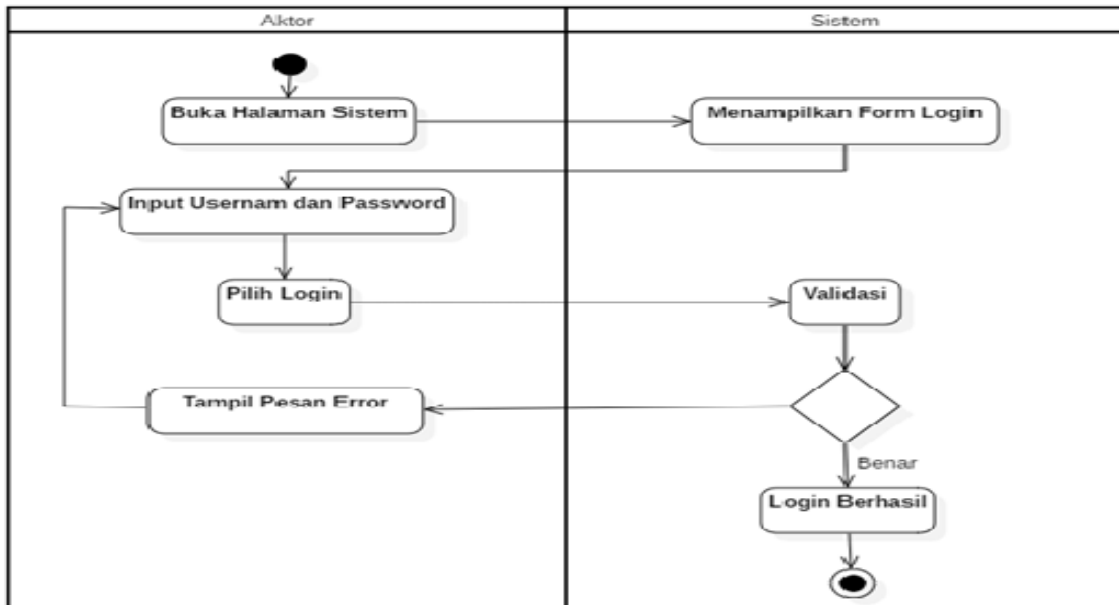 Aktor
Sistem
Buka Halaman Sistem
Menampilkan Form Login
Input Usernam dan Password
Pilih Login
Validasi
Tampil Pesan Error
Benar
Login Berhasil